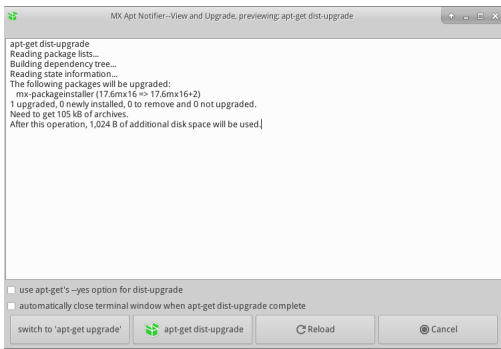 MX Apt Notifier--View and Upgrade, previewing: apt-get dist-upgrade
apt-get dist-upgrade
Reading package lists...
Building dependency tree...
Reading state information...
The following packages will be upgraded:
mx-packageinstaller (17.6mx16 => 17.6mx16+2)
1 upgraded, 0 newly installed, 0 to remove and 0 not upgraded.
Need to get 105 kB of archives.
After this operation, 1,024 B of additional disk space will be used.
use apt-get's --yes option for dist-upgrade
automatically close terminal window when apt-get dist-upgrade complete
switch to 'apt-get upgrade' apt-get dist-upgrade Reload Cancel